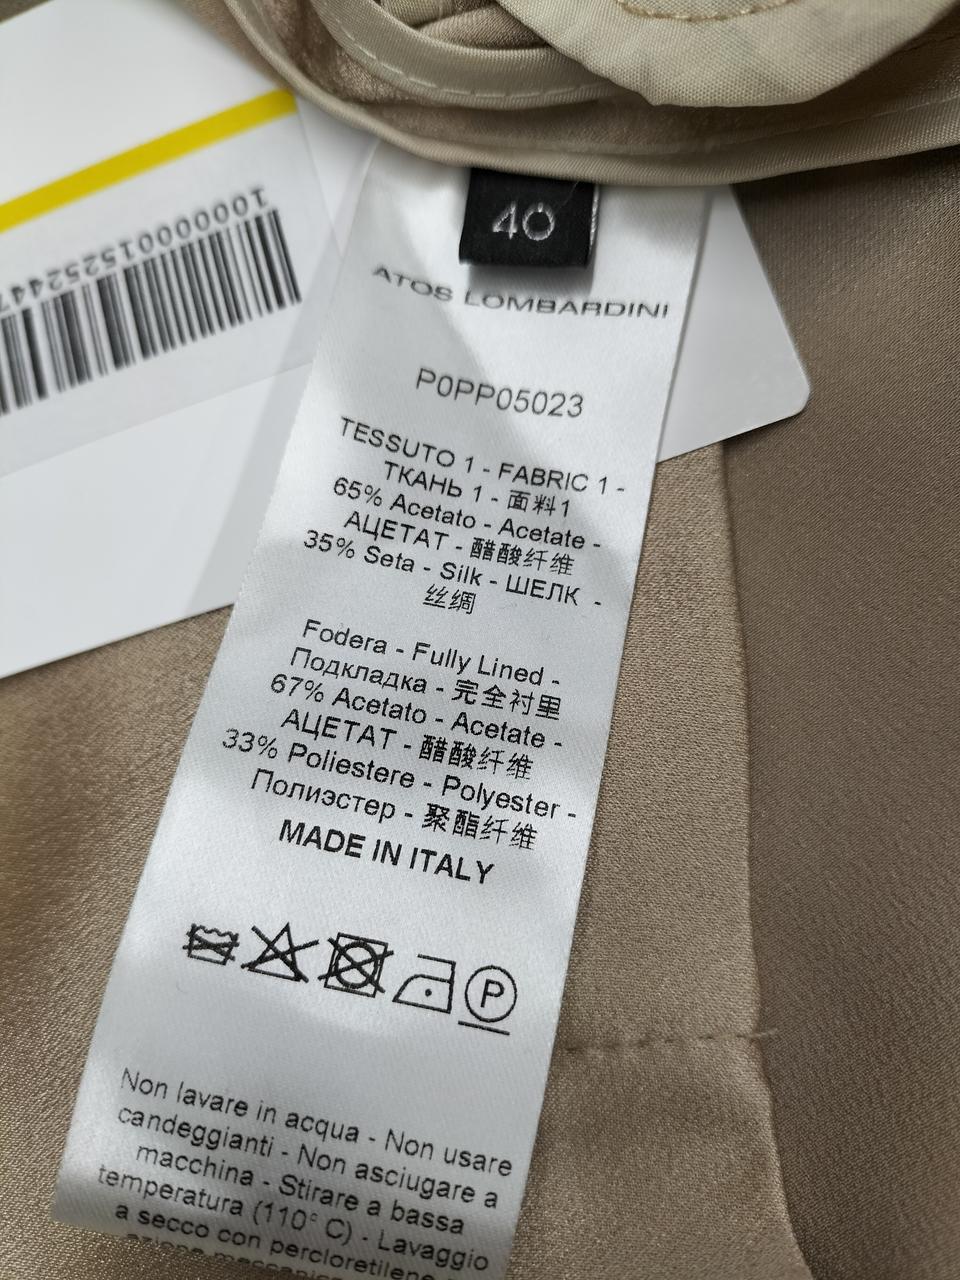 40
ATOS LOMBARDINI
P0PP05023
TESSUTO 1 - FABRIC 1 -
ТКАНЬ 1 - 面料1
65% Acetato - Acetate -
АЦЕТАТ - 醋酸纤维
35% Seta - Silk - ШЕЛК -
丝绸
Fodera - Fully Lined -
Подкладка - 完全衬里
67% Acetato - Acetate -
АЦЕТАТ - 醋酸纤维
33% Poliestere - Polyester -
Полиэстер - 聚酯纤维
MADE IN ITALY
P
Non lavare in acqua - Non usare
candeggianti - Non asciugare a
macchina - Stirare a bassa
temperatura (110° C) - Lavaggio
a secco con percloretilene